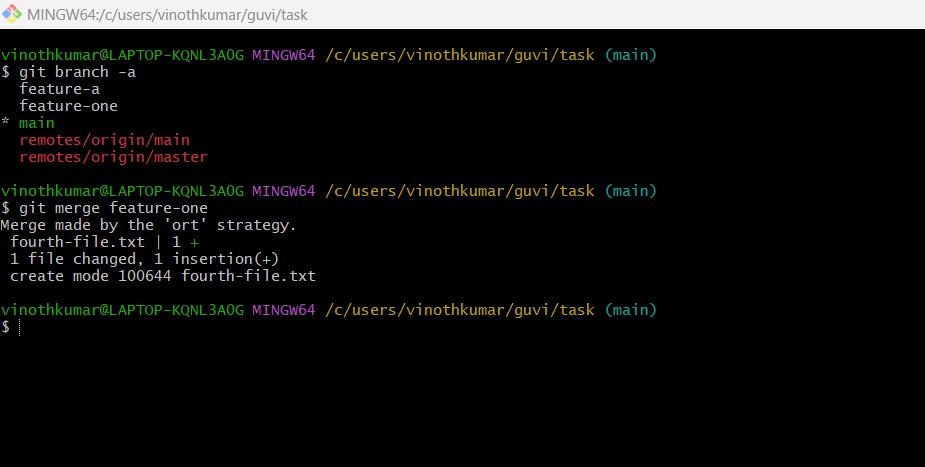 MINGW64:/c/users/vinothkumar/guvi/task
vinothkumar@LAPTOP-KQNL3AOG MINGW64 /c/users/vinothkumar/guvi/task (main)
$ git branch -a
  feature-a
  feature-one
* main
  remotes/origin/main
  remotes/origin/master
vinothkumar@LAPTOP-KQNL3AOG MINGW64 /c/users/vinothkumar/guvi/task (main)
$ git merge feature-one
Merge made by the 'ort' strategy.
 fourth-file.txt | 1 +
 1 file changed, 1 insertion(+)
 create mode 100644 fourth-file.txt
vinothkumar@LAPTOP-KQNL3AOG MINGW64 /c/users/vinothkumar/guvi/task (main)
$